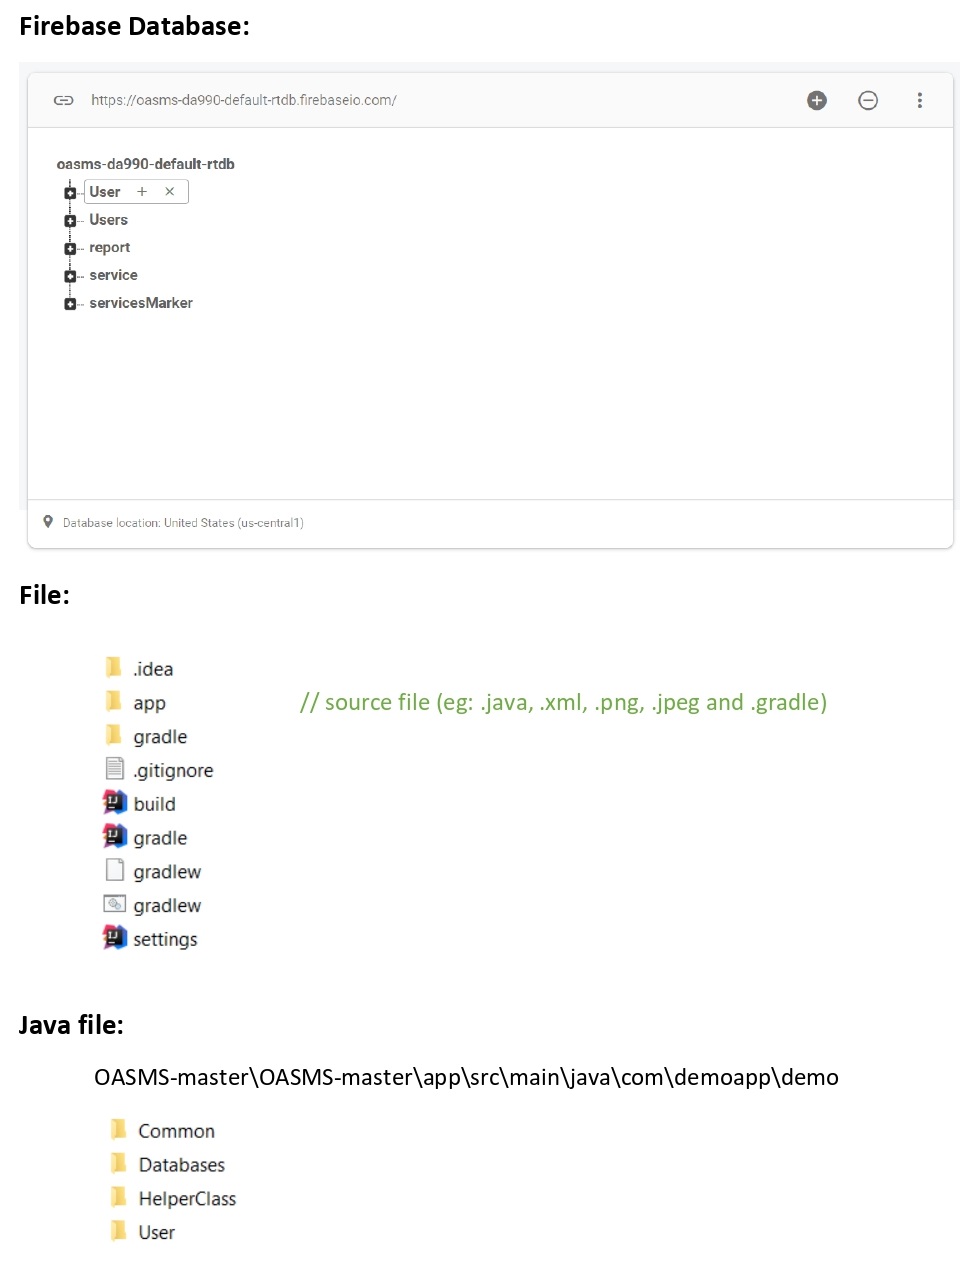 Firebase Database:
https://oasms-da990-default-rtdb.firebaseio.com/
oasms-da990-default-rtdb
User
Users
report
service
servicesMarker
Database location: United States (us-central1)
File:
.idea
app // source file (eg: .java, .xml, .png, .jpeg and .gradle)
gradle
.gitignore
build
gradle
gradlew
gradlew
settings
Java file:
OASMS-master\OASMS-master\app\src\main\java\com\demoapp\demo
Common
Databases
HelperClass
User